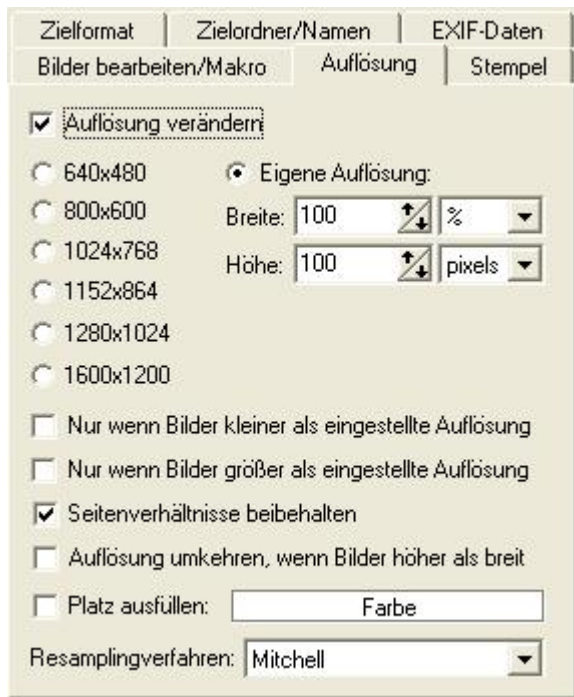 Zielformat Zielordner/Namen EXIF-Daten
Bilder bearbeiten/Makro Auflösung Stempel
Auflösung verändern
640x480 Eigene Auflösung:
800x600 Breite: 100 %
1024x768 Höhe: 100 pixels
1152x864
1280x1024
1600x1200
Nur wenn Bilder kleiner als eingestellte Auflösung
Nur wenn Bilder größer als eingestellte Auflösung
Seitenverhältnisse beibehalten
Auflösung umkehren, wenn Bilder höher als breit
Platz ausfüllen: Farbe
Resamplingverfahren: Mitchell